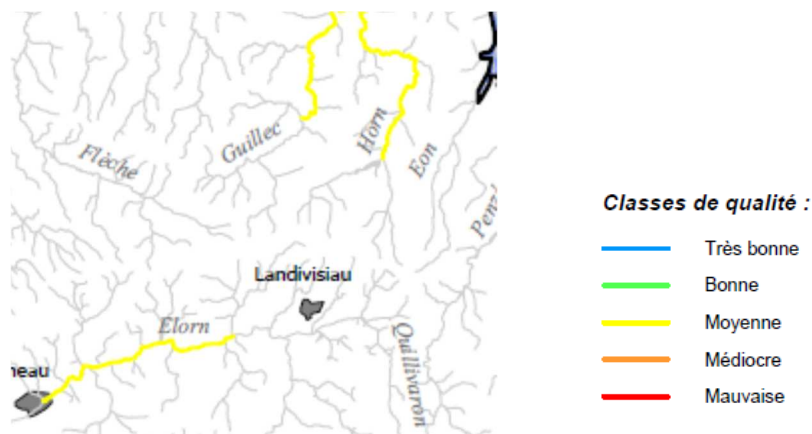 Guillec
Horn
Eon
Flèche
Penz
Landivisiau
Elorn
neau
Quillivaron
Classes de qualité :
Très bonne
Bonne
Moyenne
Médiocre
Mauvaise